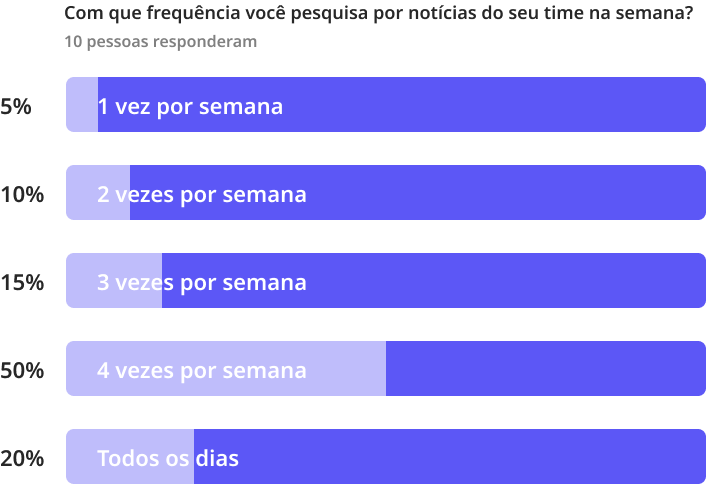 Com que frequência você pesquisa por notícias do seu time na semana?
10 pessoas responderam
5% 1 vez por semana
10% 2 vezes por semana
15% 3 vezes por semana
50% 4 vezes por semana
20% Todos os dias